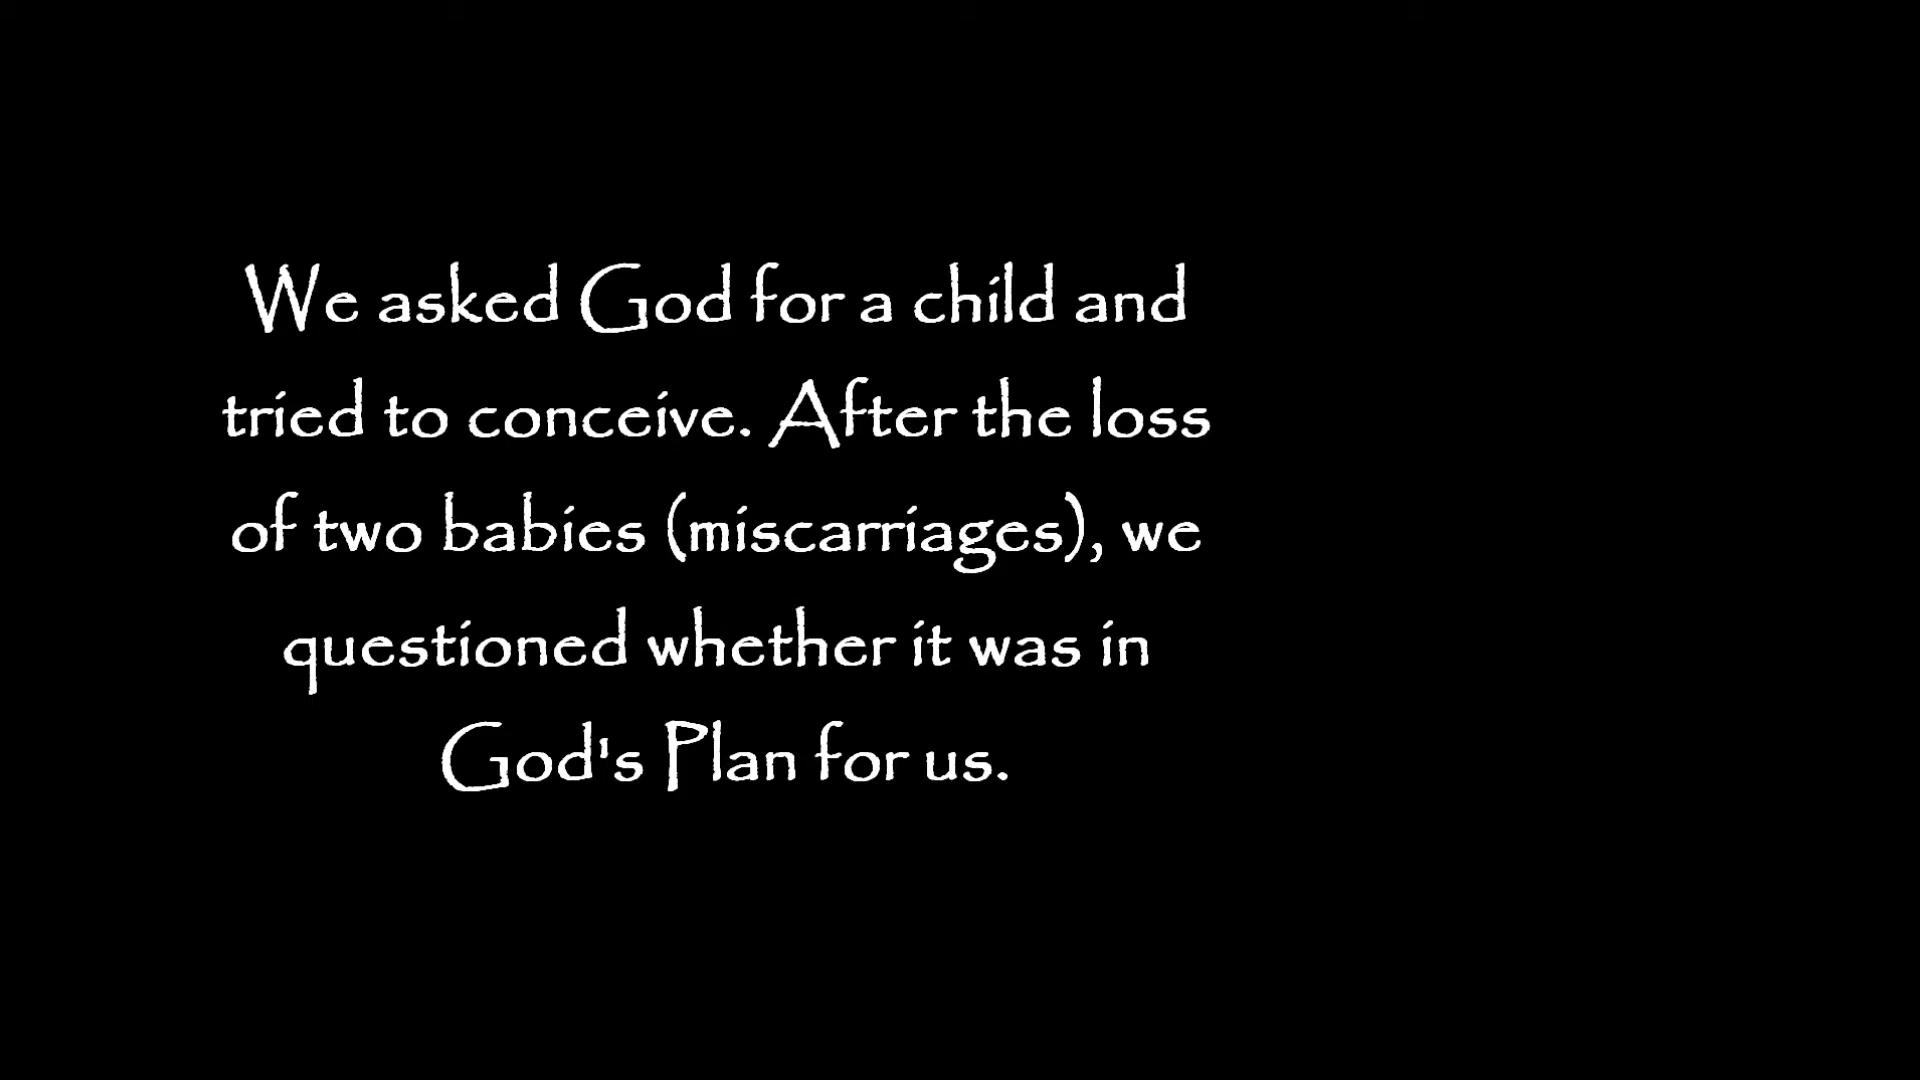 We asked God for a child and
tried to conceive. After the loss
of two babies (miscarriages), we
questioned whether it was in
God's Plan for us.